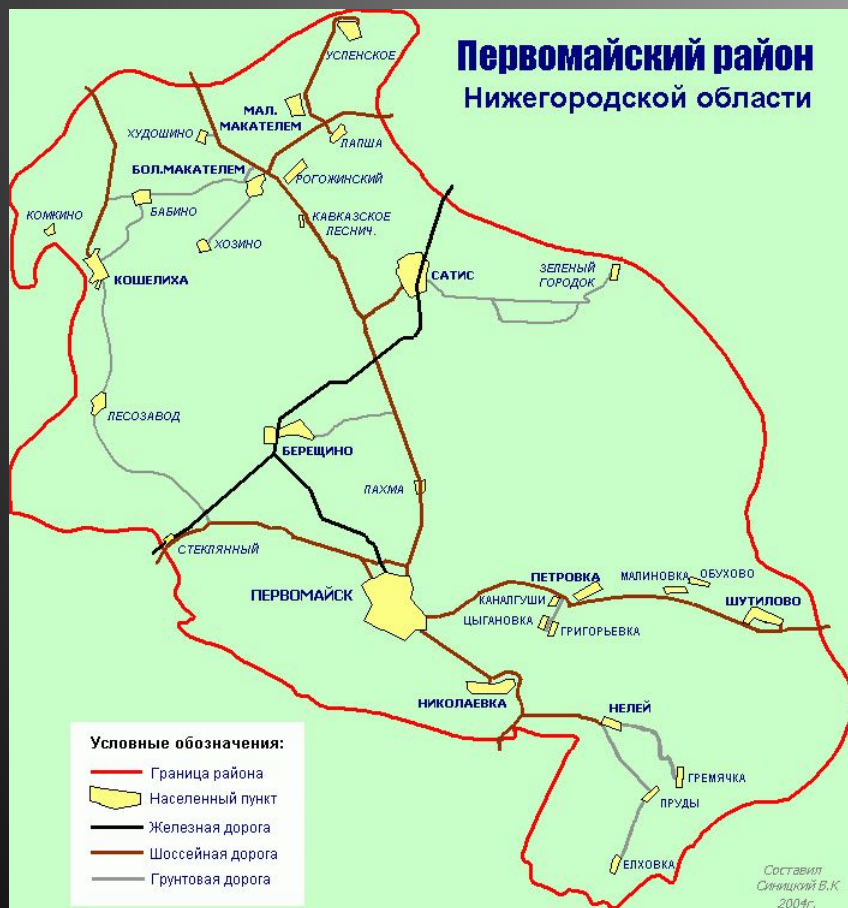 Первомайский район
Нижегородской области
УСПЕНСКОЕ
МАЛ.
МАКАТЕЛЕМ
ХУДОШИНО
ПАПША
БОЛ.МАКАТЕЛЕМ
РОГОЖИНСКИЙ
КОМКИНО
БАБИНО
КАВКАЗСКОЕ
ЛЕСНИЧ.
ХОЗИНО
КОШЕЛИХА
САТИС
ЗЕЛЕНЫЙ
ГОРОДОК
ЛЕСОЗАВОД
БЕРЕЩИНО
ПАХМА
СТЕКЛЯННЫЙ
ПЕРВОМАЙСК
ПЕТРОВКА
МАЛИНОВКА
ОБУХОВО
КАНАЛГУШИ
ШУТИЛОВО
ЦЫГАНОВКА
ГРИГОРЬЕВКА
НИКОЛАЕВКА
НЕЛЕЙ
ГРЕМЯЧКА
ПРУДЫ
ЕЛХОВКА
Условные обозначения:
Граница района
Населенный пункт
Железная дорога
Шоссейная дорога
Грунтовая дорога
Составил
Синицкий В.К
2004г.